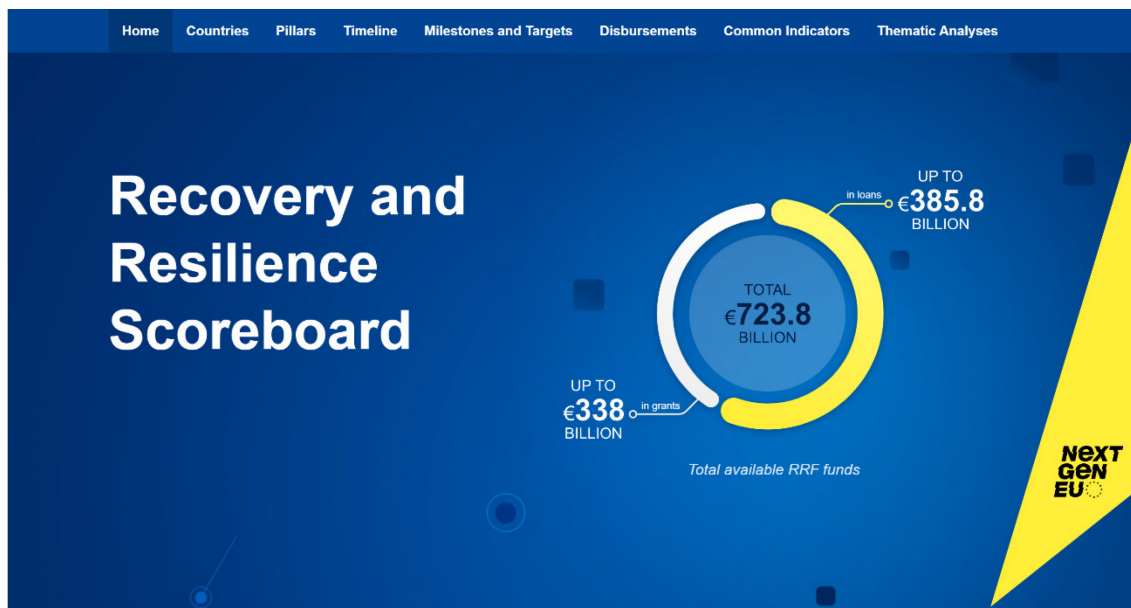 Home Countries Pillars Timeline Milestones and Targets Disbursements Common Indicators Thematic Analyses
Recovery and
Resilience
Scoreboard
UP TO
€385.8
BILLION
in loans
TOTAL
€723.8
BILLION
UP TO
€338
BILLION
in grants
Total available RRF funds
NEXT
GEN
EU